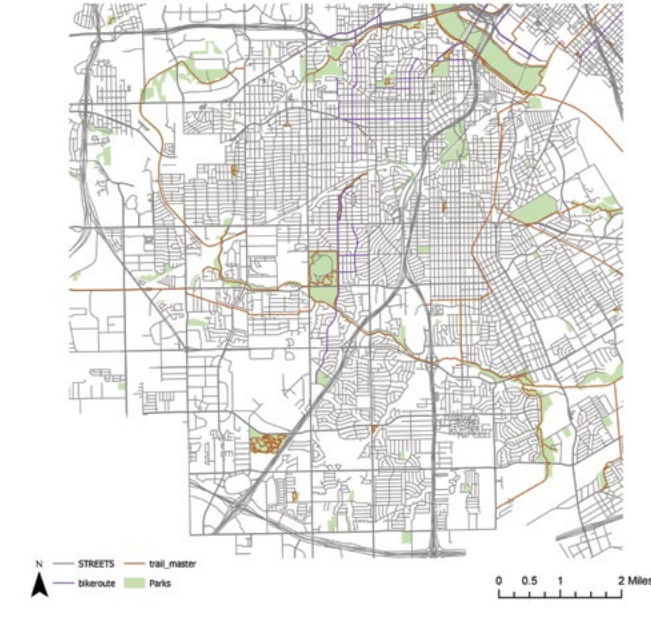 N
STREETS
trail_master
bikeroute
Parks
0 0.5 1 2 Miles